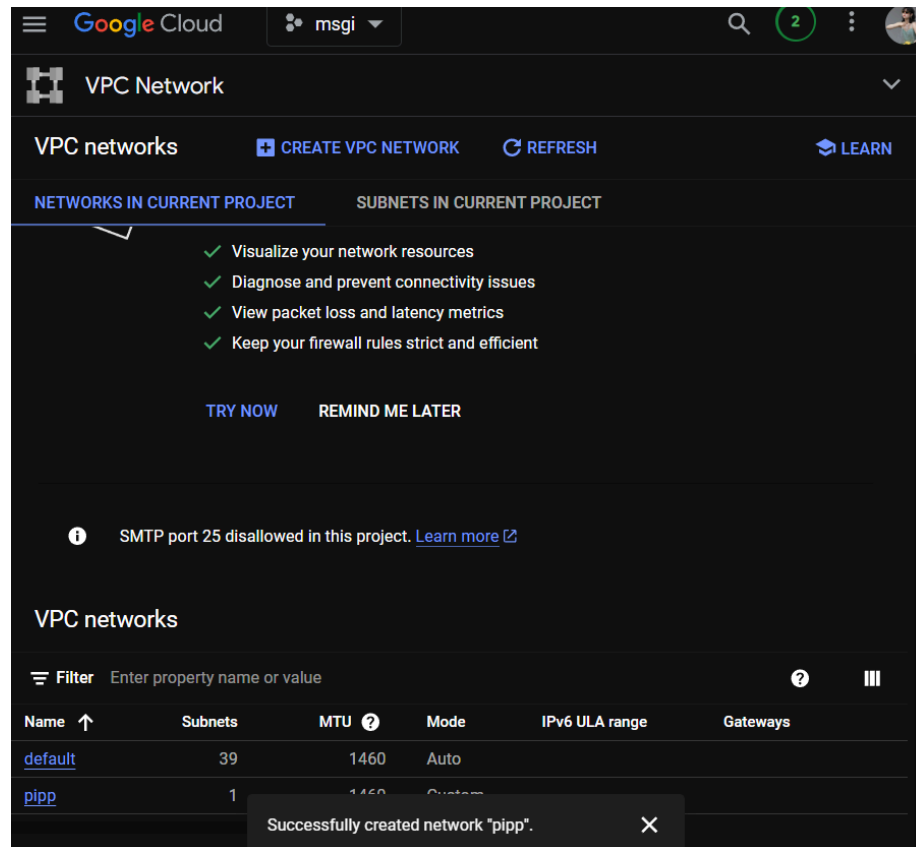 Google Cloud msgi 2
VPC Network
VPC networks CREATE VPC NETWORK REFRESH LEARN
NETWORKS IN CURRENT PROJECT SUBNETS IN CURRENT PROJECT
Visualize your network resources
Diagnose and prevent connectivity issues
View packet loss and latency metrics
Keep your firewall rules strict and efficient
TRY NOW REMIND ME LATER
SMTP port 25 disallowed in this project. Learn more
VPC networks
Filter Enter property name or value
Name Subnets MTU Mode IPv6 ULA range Gateways
default 39 1460 Auto
pipp 1 1460 Custom
Successfully created network "pipp".